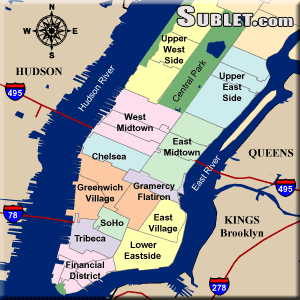 SUBLET.com
N
W
E
S
HUDSON
495
Hudson River
Upper
West
Side
Central Park
Upper
East
Side
West
Midtown
East
Midtown
Chelsea
East River
QUEENS
495
Greenwich
Village
Gramercy
Flatiron
78
SoHo
East
Village
KINGS
Brooklyn
Tribeca
Lower
Eastside
Financial
District
278